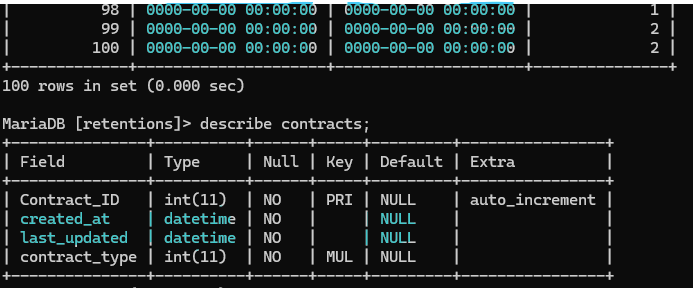 |          98 | 0000-00-00 00:00:00 | 0000-00-00 00:00:00 |             1 |
|          99 | 0000-00-00 00:00:00 | 0000-00-00 00:00:00 |             2 |
|         100 | 0000-00-00 00:00:00 | 0000-00-00 00:00:00 |             2 |
+-------------+---------------------+---------------------+---------------+
100 rows in set (0.000 sec)

MariaDB [retentions]> describe contracts;
+---------------+----------+------+-----+---------+----------------+
| Field         | Type     | Null | Key | Default | Extra          |
+---------------+----------+------+-----+---------+----------------+
| Contract_ID   | int(11)  | NO   | PRI | NULL    | auto_increment |
| created_at    | datetime | NO   |     | NULL    |                |
| last_updated  | datetime | NO   |     | NULL    |                |
| contract_type | int(11)  | NO   | MUL | NULL    |                |
+---------------+----------+------+-----+---------+----------------+